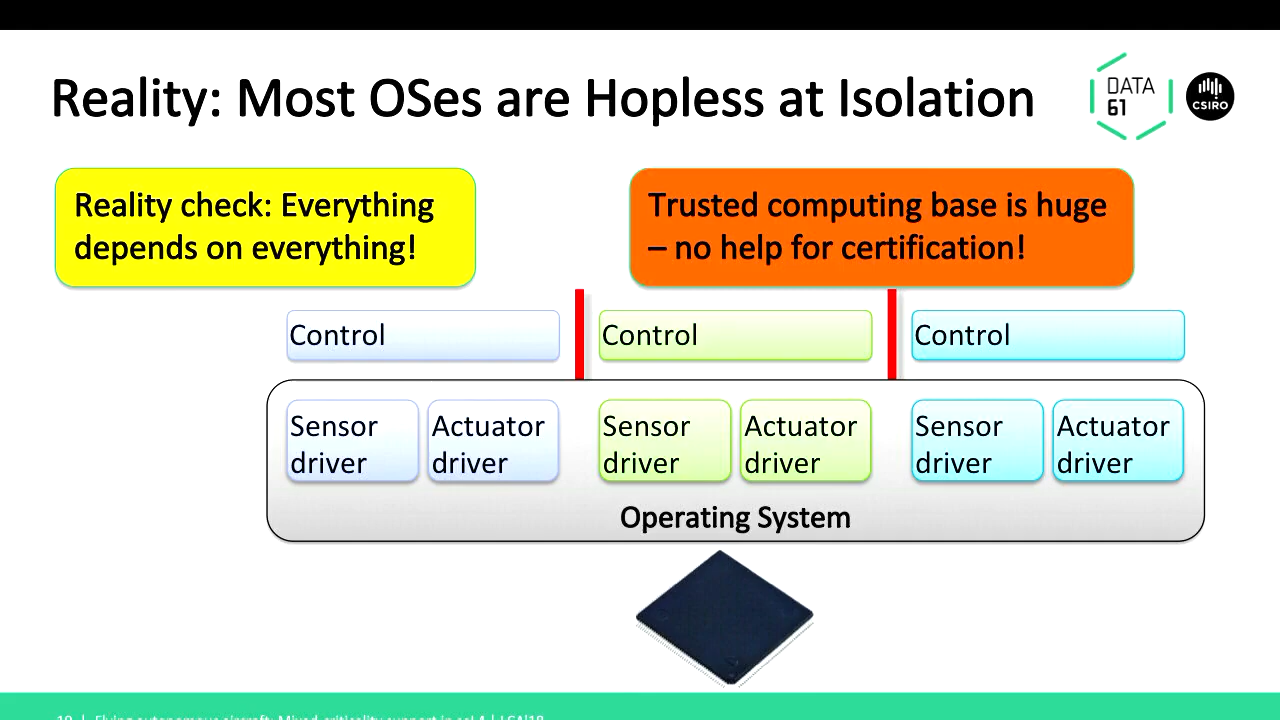 Reality: Most OSes are Hopeless at Isolation
DATA
61
CSIRO
Reality check: Everything
depends on everything!
Trusted computing base is huge
– no help for certification!
Control
Control
Control
Sensor
driver
Actuator
driver
Sensor
driver
Actuator
driver
Sensor
driver
Actuator
driver
Operating System